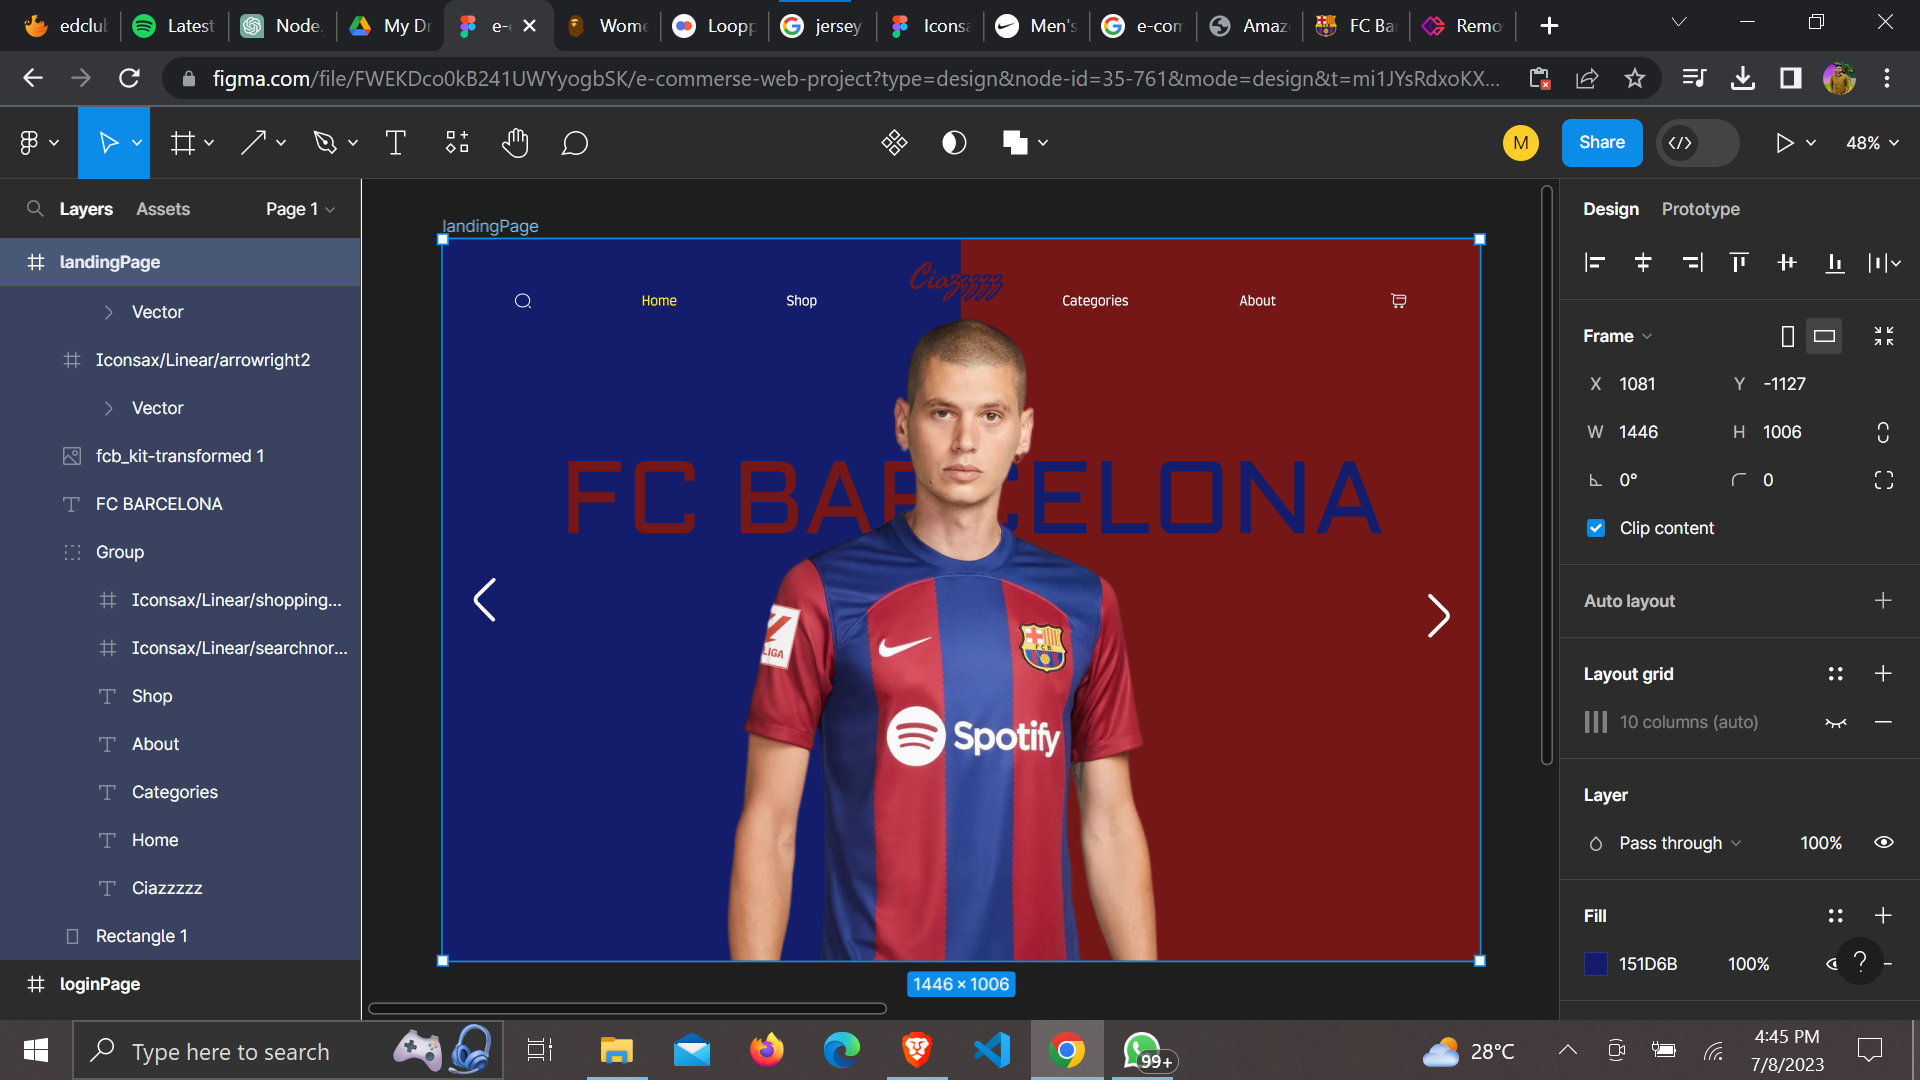 edclu
Latest
Node.
My Dr
e-
Wome
Loopp
jersey
Iconsa
Men's
e-com
Amaz
FC Ba
Remo
figma.com/file/FWEKDco0kB241UWYyogbSK/e-commerse-web-project?type=design&node-id=35-761&mode=design&t=mi1JYsRdxoKX...
M
Share
48%
Layers
Assets
Page 1
landingPage
Vector
Iconsax/Linear/arrowright2
Vector
fcb_kit-transformed 1
FC BARCELONA
Group
Iconsax/Linear/shopping...
Iconsax/Linear/searchnor...
Shop
About
Categories
Home
Ciazzzzz
Rectangle 1
loginPage
landingPage
Home
Shop
Ciazzzzz
Categories
About
FC BARCELONA
LIGA
FCB
Spotify
1446 × 1006
Design
Prototype
Frame
X 1081
Y -1127
W 1446
H 1006
0°
0
Clip content
Auto layout
Layout grid
10 columns (auto)
Layer
Pass through
100%
Fill
151D6B
100%
?
Type here to search
99+
28°C
4:45 PM
7/8/2023